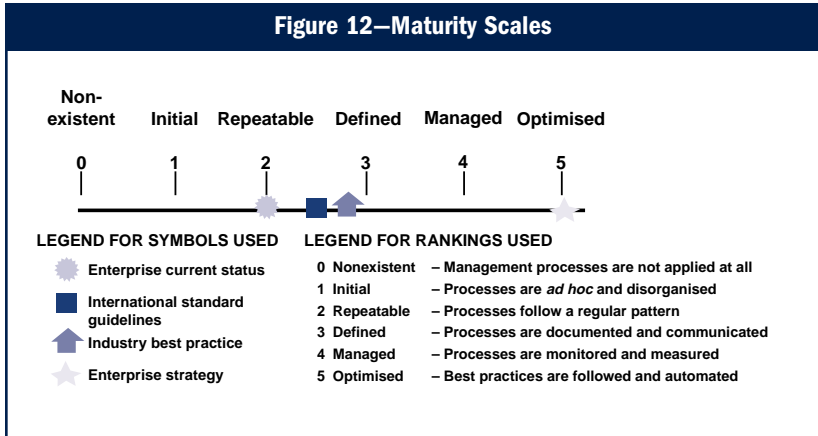 Figure 12—Maturity Scales
Non-
existent Initial Repeatable Defined Managed Optimised
0 1 2 3 4 5
LEGEND FOR SYMBOLS USED
Enterprise current status
International standard
guidelines
Industry best practice
Enterprise strategy
LEGEND FOR RANKINGS USED
0 Nonexistent – Management processes are not applied at all
1 Initial – Processes are ad hoc and disorganised
2 Repeatable – Processes follow a regular pattern
3 Defined – Processes are documented and communicated
4 Managed – Processes are monitored and measured
5 Optimised – Best practices are followed and automated